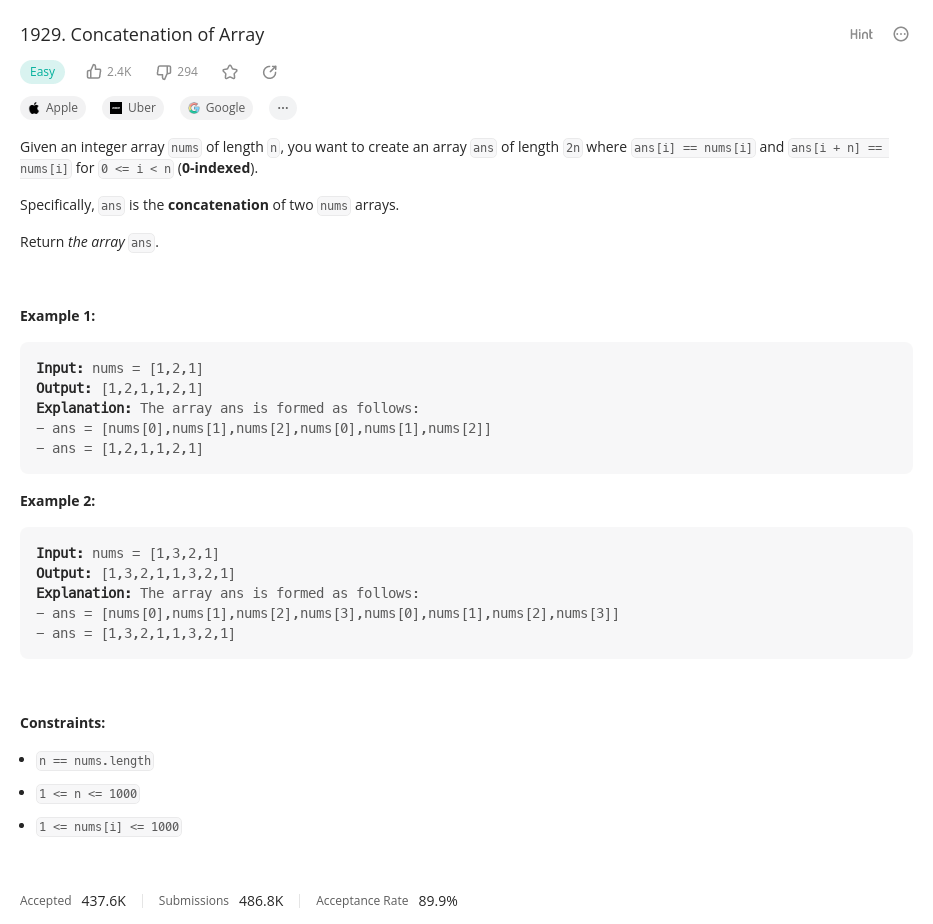 1929. Concatenation of Array
Hint
Easy 2.4K 294
Apple Uber Google ...
Given an integer array nums of length n, you want to create an array ans of length 2n where ans[i] == nums[i] and ans[i + n] ==
nums[i] for 0 <= i < n (0-indexed).
Specifically, ans is the concatenation of two nums arrays.
Return the array ans.
Example 1:
Input: nums = [1,2,1]
Output: [1,2,1,1,2,1]
Explanation: The array ans is formed as follows:
- ans = [nums[0],nums[1],nums[2],nums[0],nums[1],nums[2]]
- ans = [1,2,1,1,2,1]
Example 2:
Input: nums = [1,3,2,1]
Output: [1,3,2,1,1,3,2,1]
Explanation: The array ans is formed as follows:
- ans = [nums[0],nums[1],nums[2],nums[3],nums[0],nums[1],nums[2],nums[3]]
- ans = [1,3,2,1,1,3,2,1]
Constraints:
• n == nums.length
• 1 <= n <= 1000
• 1 <= nums[i] <= 1000
Accepted 437.6K Submissions 486.8K Acceptance Rate 89.9%